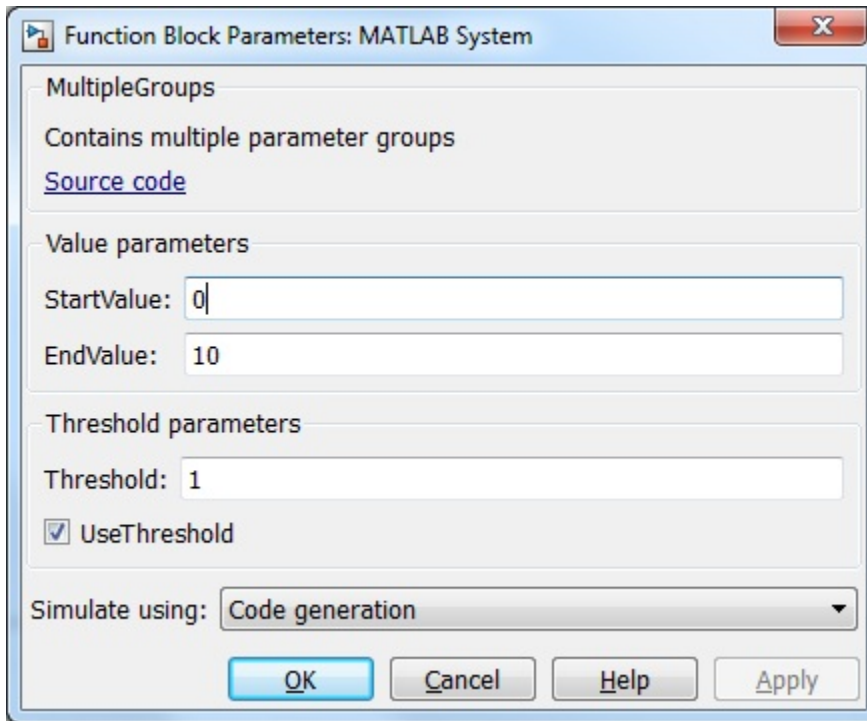 Function Block Parameters: MATLAB System
MultipleGroups
Contains multiple parameter groups
Source code
Value parameters
StartValue: 0
EndValue: 10
Threshold parameters
Threshold: 1
UseThreshold
Simulate using: Code generation
OK Cancel Help Apply